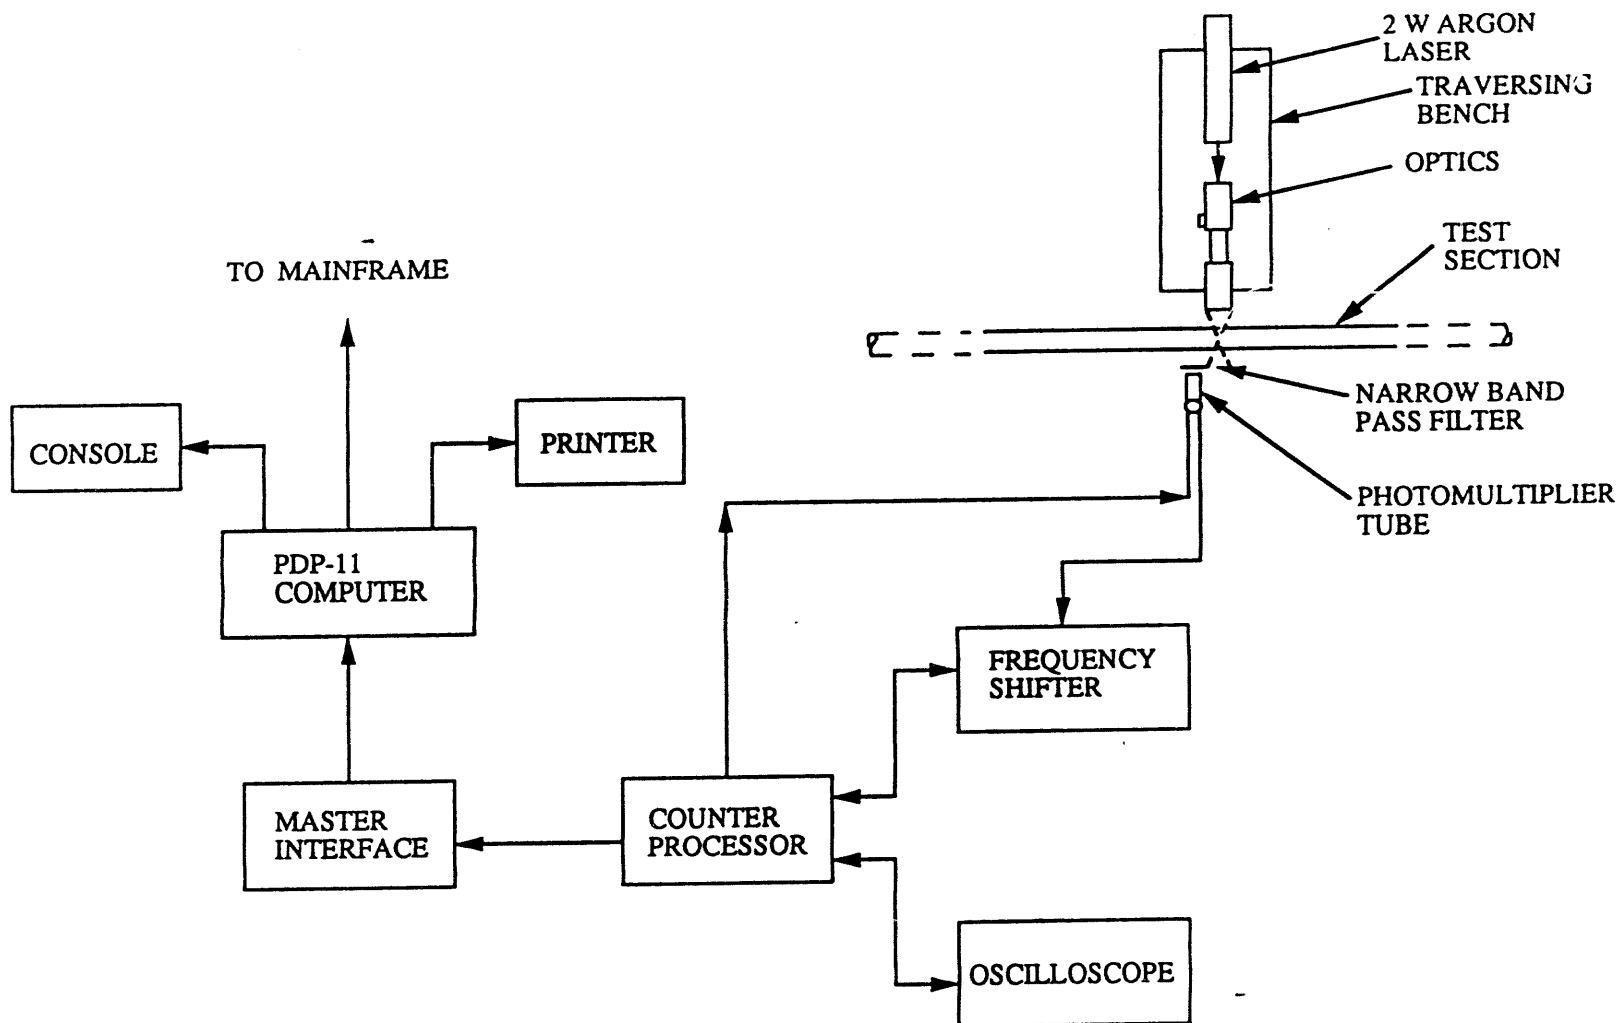 2 W ARGON
LASER
TRAVERSING
BENCH
OPTICS
TEST
SECTION
TO MAINFRAME
NARROW BAND
PASS FILTER
CONSOLE
PRINTER
PHOTOMULTIPLIER
TUBE
PDP-11
COMPUTER
FREQUENCY
SHIFTER
MASTER
INTERFACE
COUNTER
PROCESSOR
OSCILLOSCOPE